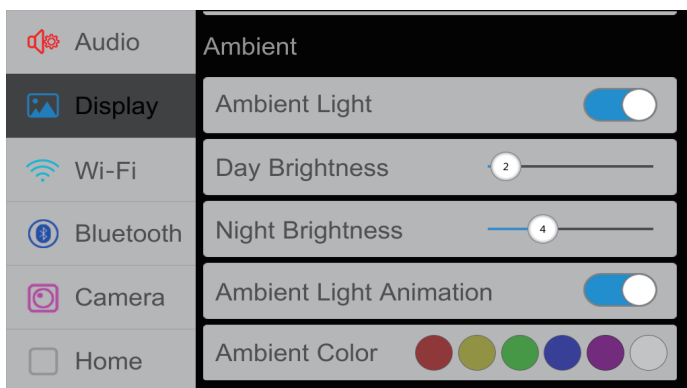 Audio
Display
Wi-Fi
Bluetooth
Camera
Home
Ambient
Ambient Light
Day Brightness 2
Night Brightness 4
Ambient Light Animation
Ambient Color